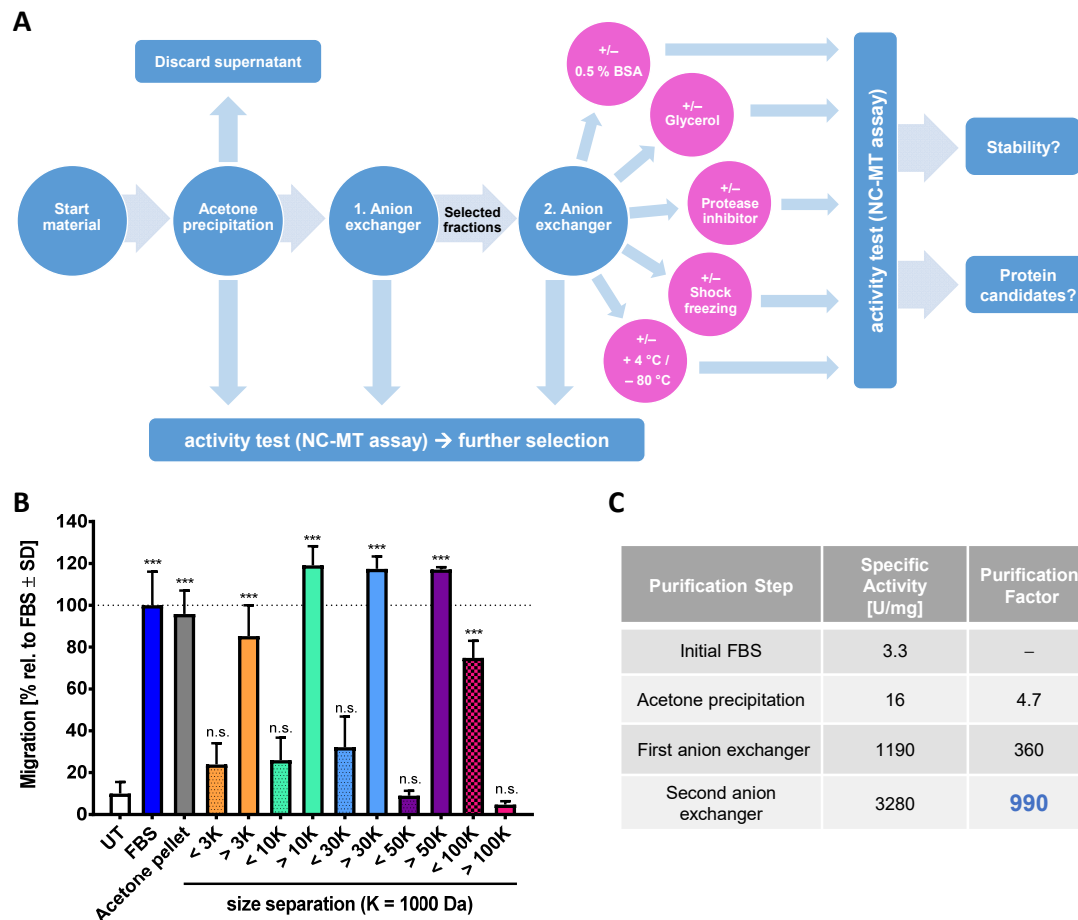 A
Discard supernatant
Start
material
Acetone
precipitation
1. Anion
exchanger
Selected
fractions
2. Anion
exchanger
+/–
0.5 % BSA
+/–
Glycerol
+/–
Protease
inhibitor
+/–
Shock
freezing
+/–
+ 4 °C /
– 80 °C
activity test (NC-MT assay)
Stability?
Protein
candidates?
activity test (NC-MT assay) → further selection
B
Migration [% rel. to FBS ± SD]
140
120
100
80
60
40
20
0
***
***
n.s.
***
n.s.
***
n.s.
***
n.s.
***
***
n.s.
UT
FBS
Acetone pellet
< 3K
> 3K
< 10K
> 10K
< 30K
> 30K
< 50K
> 50K
< 100K
> 100K
size separation (K = 1000 Da)
C
Purification Step
Specific
Activity
[U/mg]
Purification
Factor
Initial FBS 3.3 –
Acetone precipitation 16 4.7
First anion exchanger 1190 360
Second anion
exchanger 3280 990